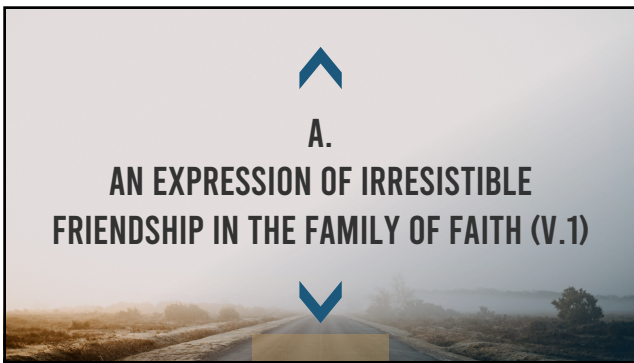 A.
AN EXPRESSION OF IRRESISTIBLE
FRIENDSHIP IN THE FAMILY OF FAITH (V.1)